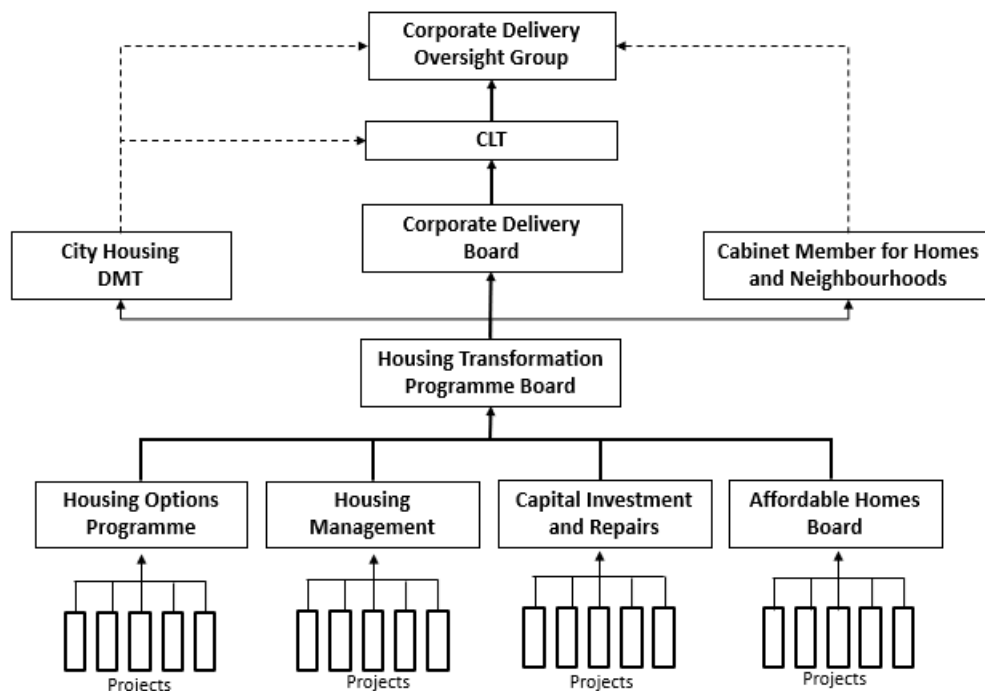 Corporate Delivery
Oversight Group
CLT
Corporate Delivery
Board
City Housing
DMT
Cabinet Member for Homes
and Neighbourhoods
Housing Transformation
Programme Board
Housing Options
Programme
Housing
Management
Capital Investment
and Repairs
Affordable Homes
Board
Projects
Projects
Projects
Projects